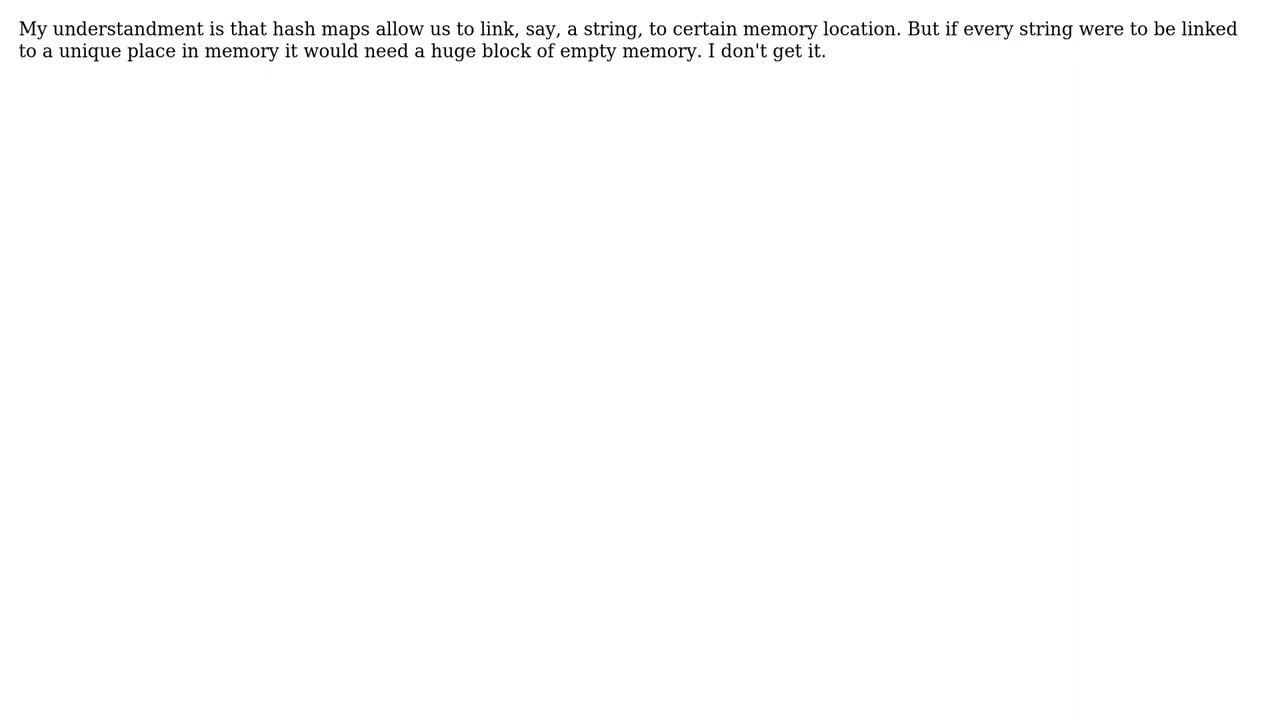 My understandment is that hash maps allow us to link, say, a string, to certain memory location. But if every string were to be linked
to a unique place in memory it would need a huge block of empty memory. I don't get it.